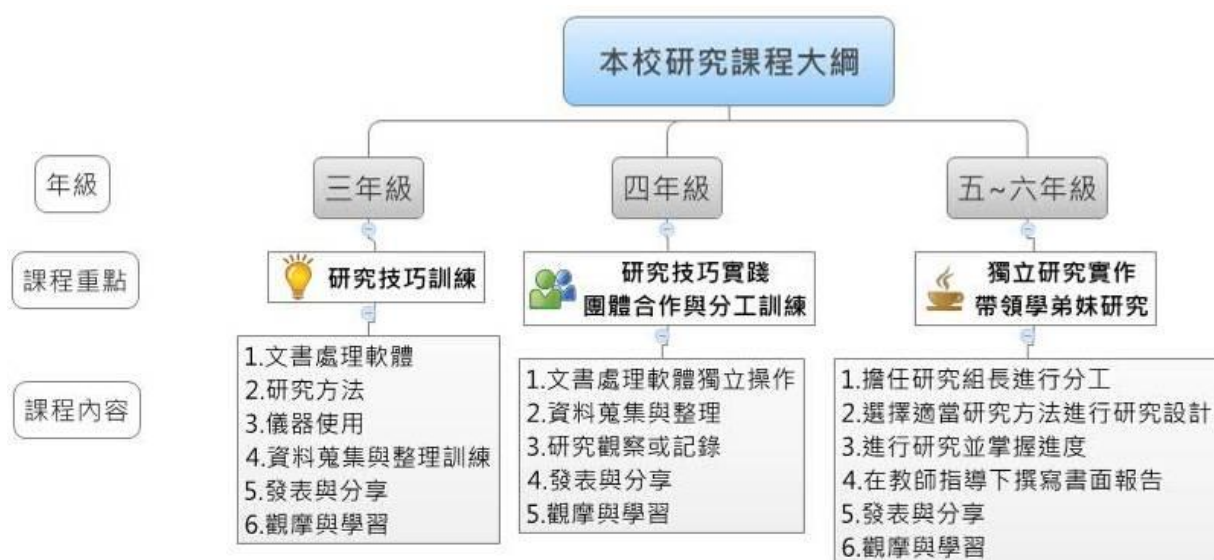 本校研究課程大綱
年級
三年級
四年級
五~六年級
課程重點
研究技巧訓練
研究技巧實踐
團體合作與分工訓練
獨立研究實作
帶領學弟妹研究
課程內容
1.文書處理軟體
2.研究方法
3.儀器使用
4.資料蒐集與整理訓練
5.發表與分享
6.觀摩與學習
1.文書處理軟體獨立操作
2.資料蒐集與整理
3.研究觀察或記錄
4.發表與分享
5.觀摩與學習
1.擔任研究組長進行分工
2.選擇適當研究方法進行研究設計
3.進行研究並掌握進度
4.在教師指導下撰寫書面報告
5.發表與分享
6.觀摩與學習